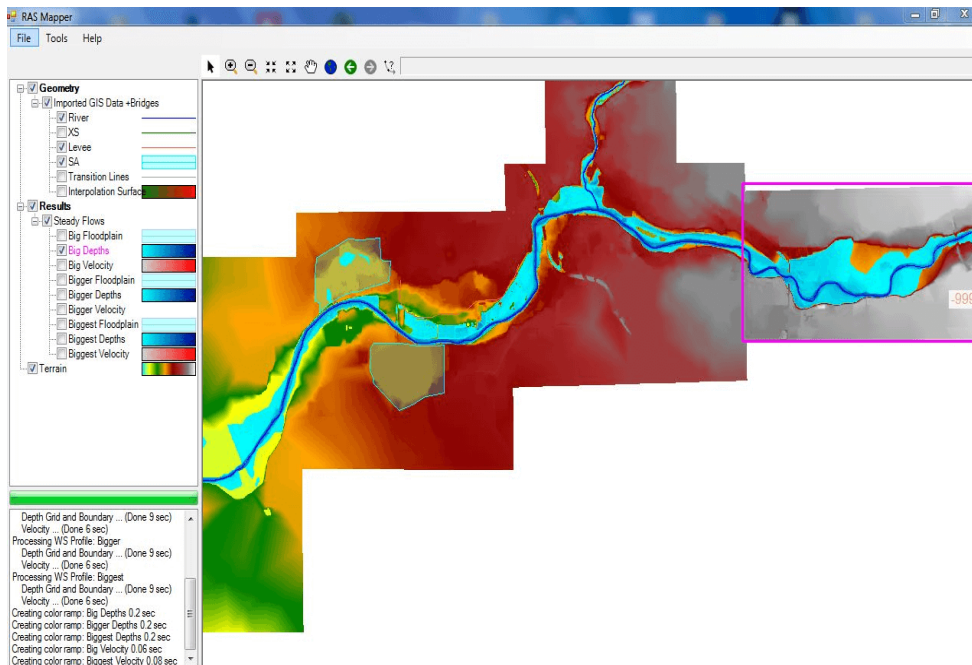 RAS Mapper
File Tools Help
Geometry
Imported GIS Data +Bridges
River
XS
Levee
SA
Transition Lines
Interpolation Surface
Results
Steady Flows
Big Floodplain
Big Depths
Big Velocity
Bigger Floodplain
Bigger Depths
Bigger Velocity
Biggest Floodplain
Biggest Depths
Biggest Velocity
Terrain
-999
Depth Grid and Boundary ... (Done 9 sec)
Velocity ... (Done 6 sec)
Processing WS Profile: Bigger
Depth Grid and Boundary ... (Done 9 sec)
Velocity ... (Done 6 sec)
Processing WS Profile: Biggest
Depth Grid and Boundary ... (Done 9 sec)
Velocity ... (Done 6 sec)
Creating color ramp: Big Depths 0.2 sec
Creating color ramp: Bigger Depths 0.2 sec
Creating color ramp: Biggest Depths 0.2 sec
Creating color ramp: Big Velocity 0.06 sec
Creating color ramp: Biggest Velocity 0.08 sec